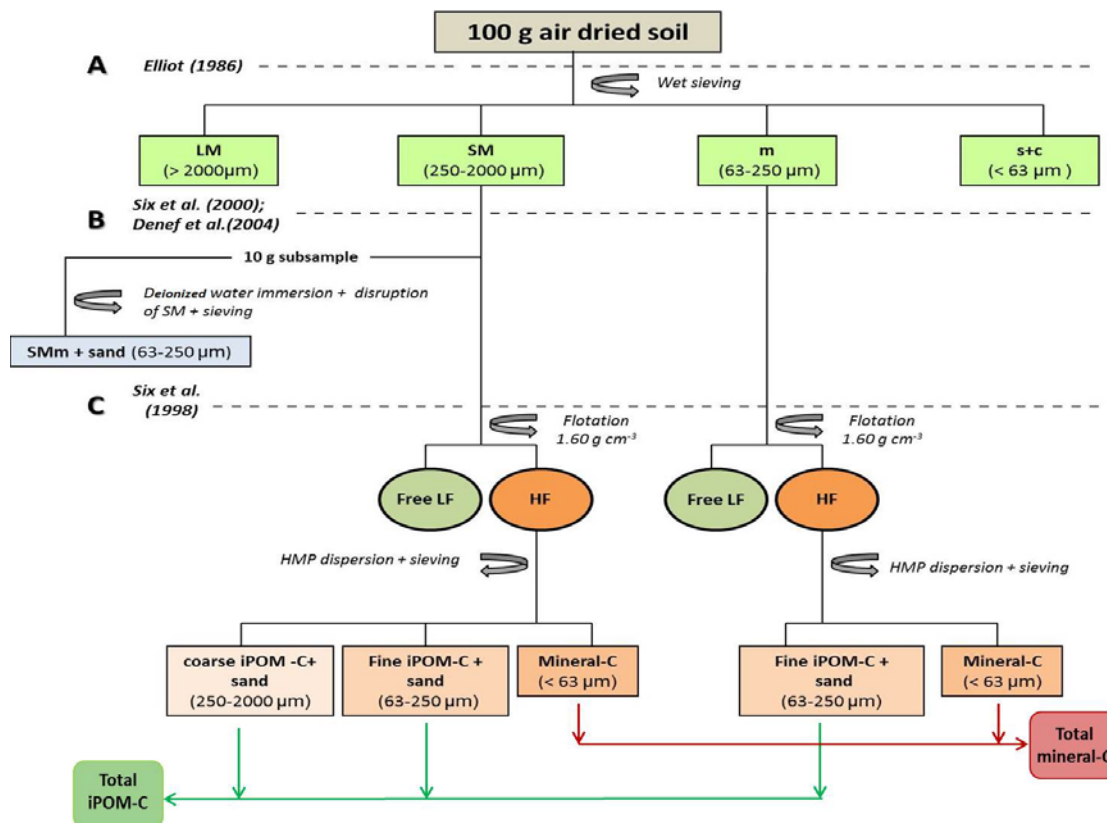 100 g air dried soil
A
Elliot (1986)
Wet sieving
LM
(> 2000µm)
SM
(250-2000 µm)
m
(63-250 µm)
s+c
(< 63 µm )
B
Six et al. (2000);
Denef et al.(2004)
10 g subsample
Deionized water immersion + disruption
of SM + sieving
SMm + sand (63-250 µm)
C
Six et al.
(1998)
Flotation
1.60 g cm⁻³
Flotation
1.60 g cm⁻³
Free LF
HF
Free LF
HF
HMP dispersion + sieving
HMP dispersion + sieving
coarse iPOM -C+
sand
(250-2000 µm)
Fine iPOM-C +
sand
(63-250 µm)
Mineral-C
(< 63 µm)
Fine iPOM-C +
sand
(63-250 µm)
Mineral-C
(< 63 µm)
Total
mineral-C
Total
iPOM-C